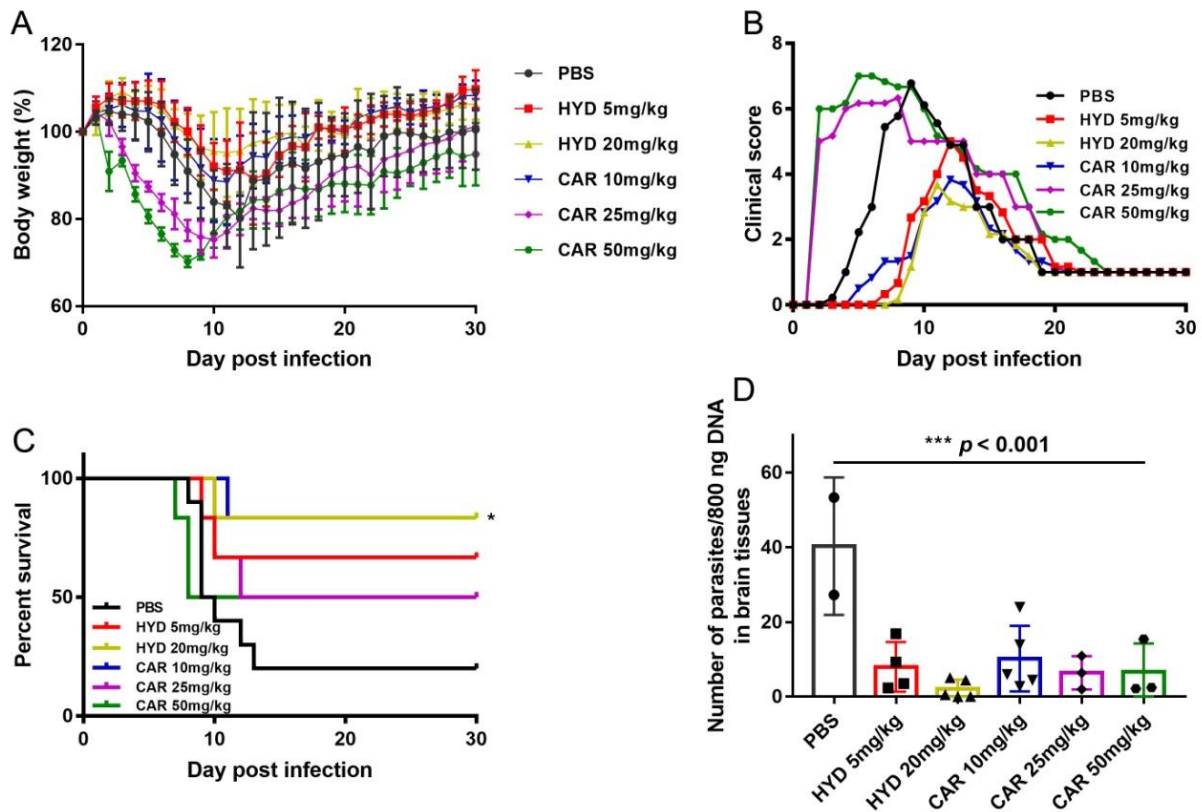 A
Body weight (%)
120
100
80
60
0
10
20
30
Day post infection
PBS
HYD 5mg/kg
HYD 20mg/kg
CAR 10mg/kg
CAR 25mg/kg
CAR 50mg/kg
B
Clinical score
8
6
4
2
0
0
10
20
30
Day post infection
PBS
HYD 5mg/kg
HYD 20mg/kg
CAR 10mg/kg
CAR 25mg/kg
CAR 50mg/kg
C
Percent survival
100
50
0
0
10
20
30
Day post infection
*
PBS
HYD 5mg/kg
HYD 20mg/kg
CAR 10mg/kg
CAR 25mg/kg
CAR 50mg/kg
D
Number of parasites/800 ng DNA
in brain tissues
*** p < 0.001
60
40
20
0
PBS
HYD 5mg/kg
HYD 20mg/kg
CAR 10mg/kg
CAR 25mg/kg
CAR 50mg/kg